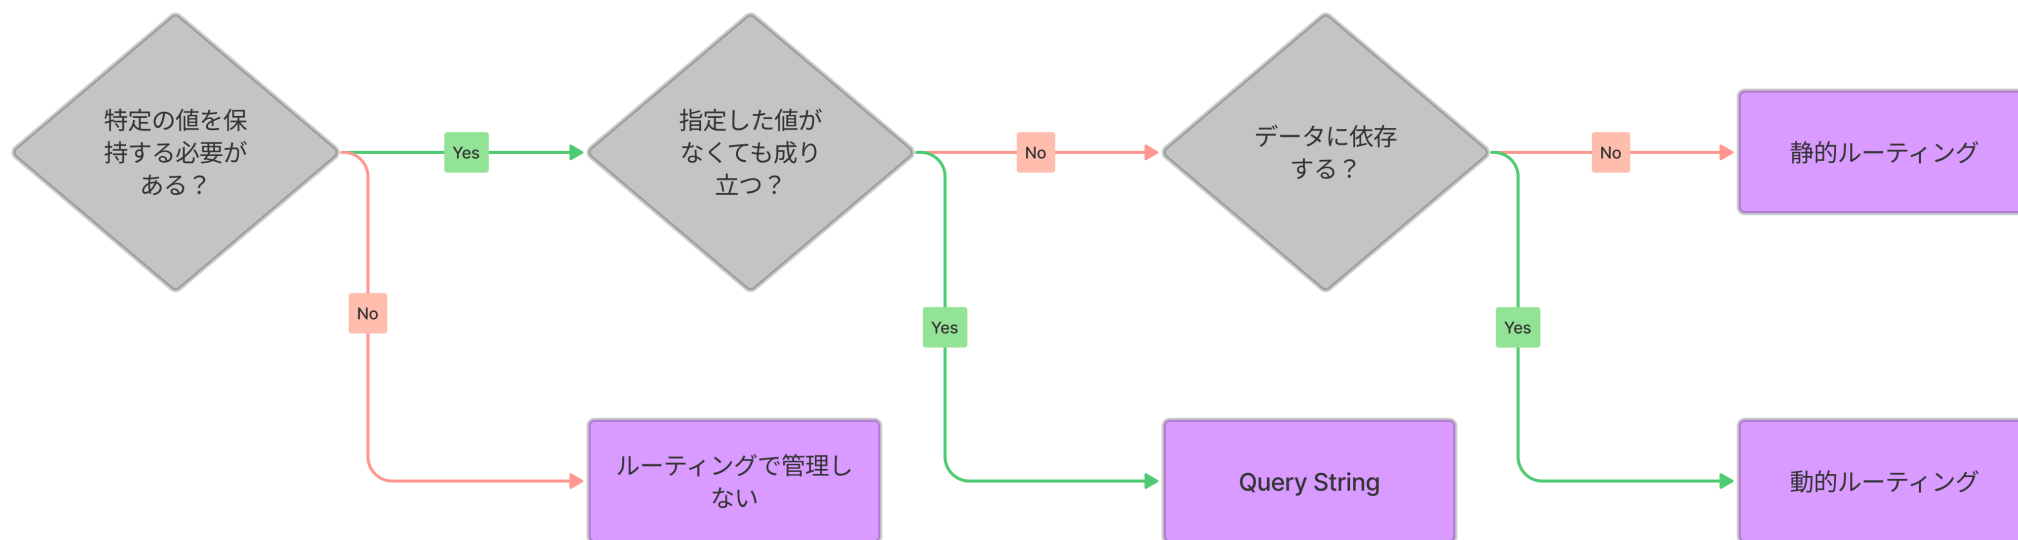 特定の値を保
持する必要が
ある？
Yes
指定した値が
なくても成り
立つ？
No
データに依存
する？
No
静的ルーティング
No
Yes
Yes
ルーティングで管理し
ない
Query String
動的ルーティング